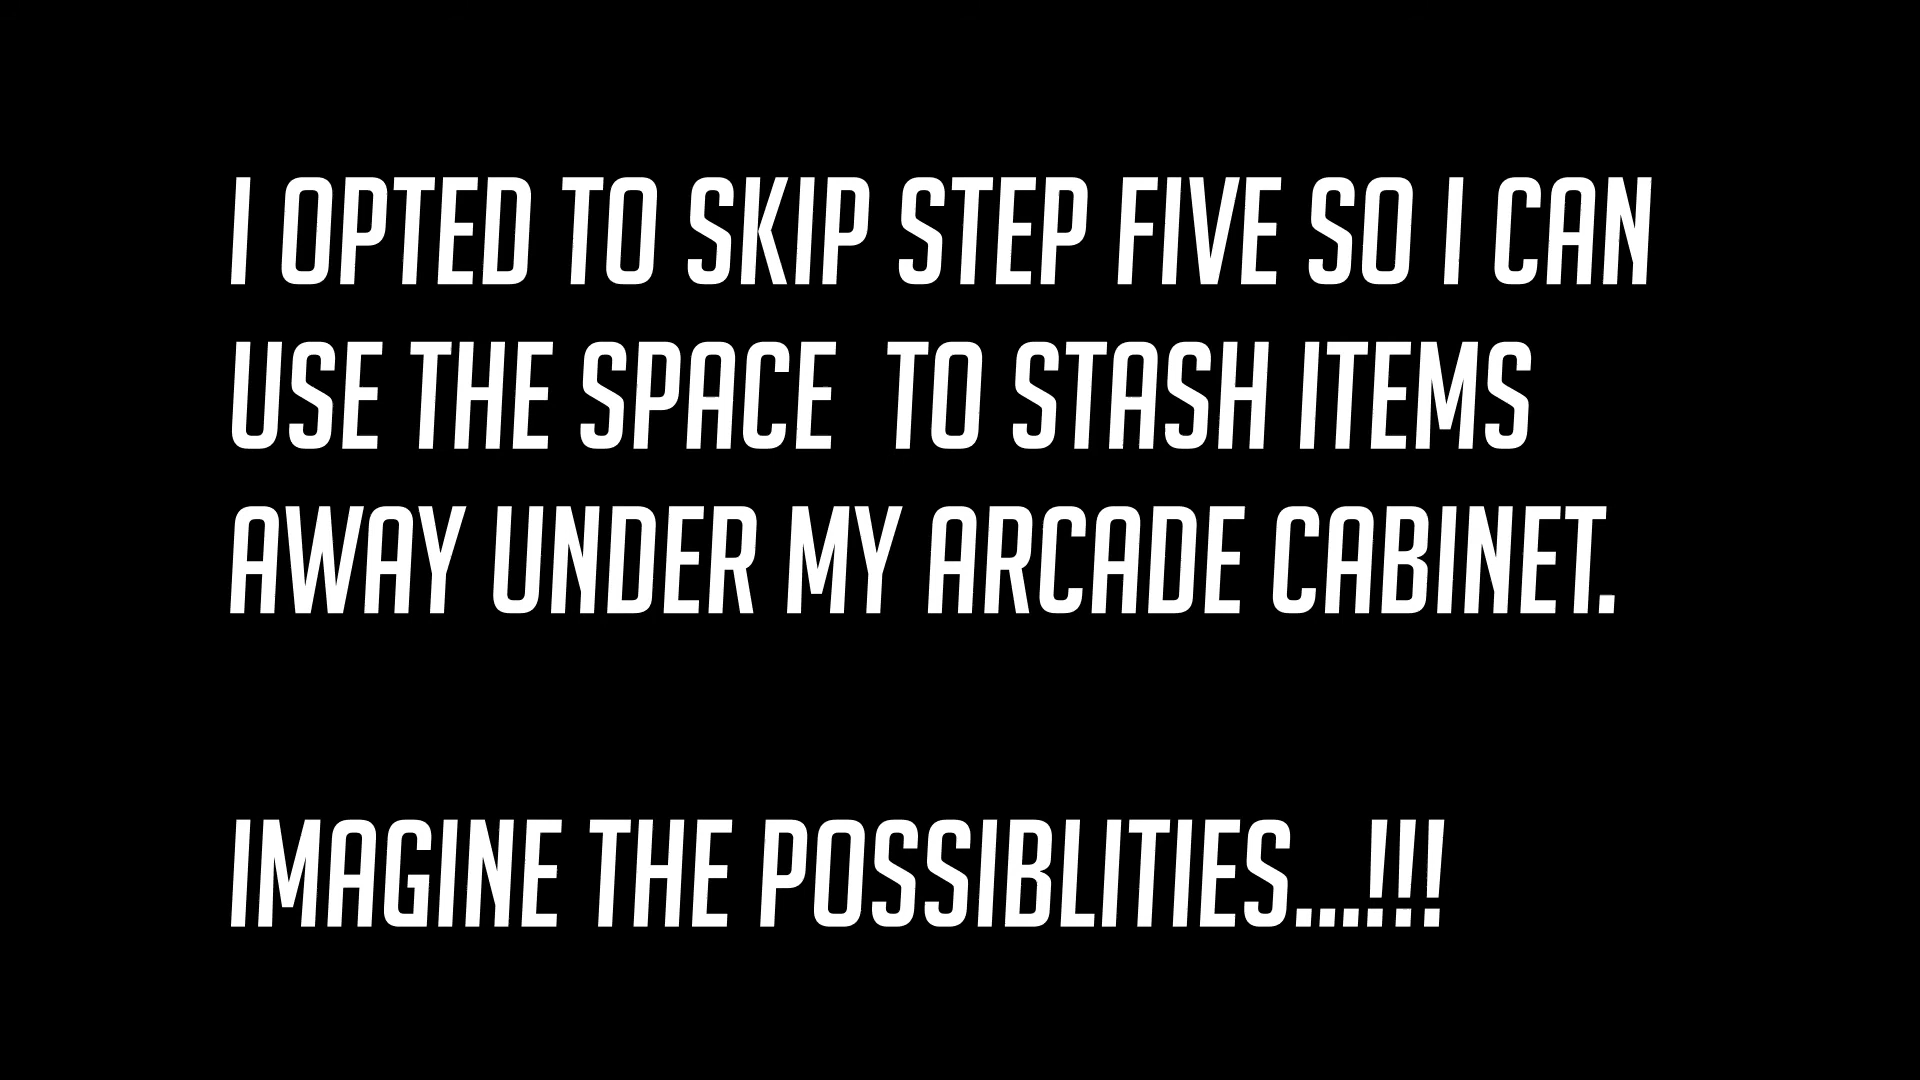 I OPTED TO SKIP STEP FIVE SO I CAN
USE THE SPACE  TO STASH ITEMS
AWAY UNDER MY ARCADE CABINET.
IMAGINE THE POSSIBLITIES...!!!